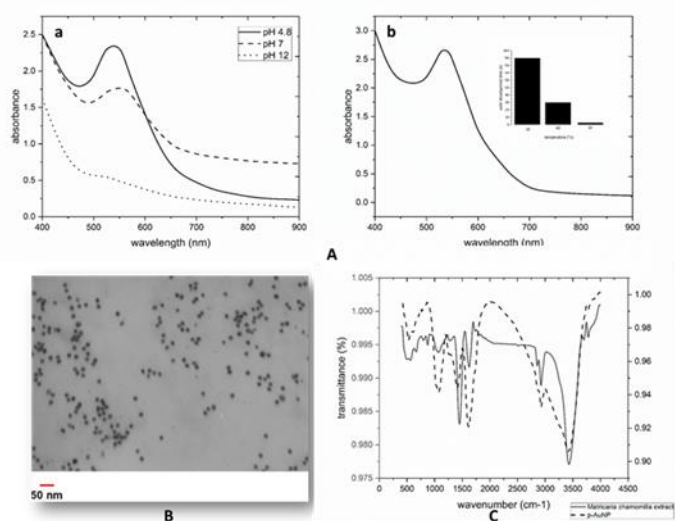 a
pH 4.8
pH 7
pH 12
2.5
2.0
1.5
1.0
0.5
0.0
absorbance
400 500 600 700 800 900
wavelength (nm)
b
3.0
2.5
2.0
1.5
1.0
0.5
0.0
absorbance
400 500 600 700 800 900
wavelength (nm)
A
50 nm
B
1.005
1.000
0.995
0.990
0.985
0.980
0.975
transmittance (%)
1.00
0.98
0.96
0.94
0.92
0.90
0 500 1000 1500 2000 2500 3000 3500 4000 4500
wavenumber (cm-1)
C
Matricaria chamomilla extract
p-AuNP